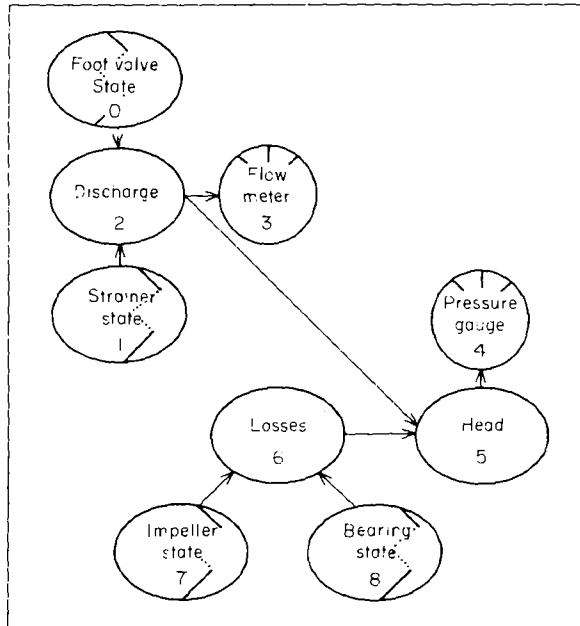 Foot valve
State
0
Discharge
2
Flow
meter
3
Strainer
state
1
Pressure
gauge
4
Losses
6
Head
5
Impeller
state
7
Bearing
state
8